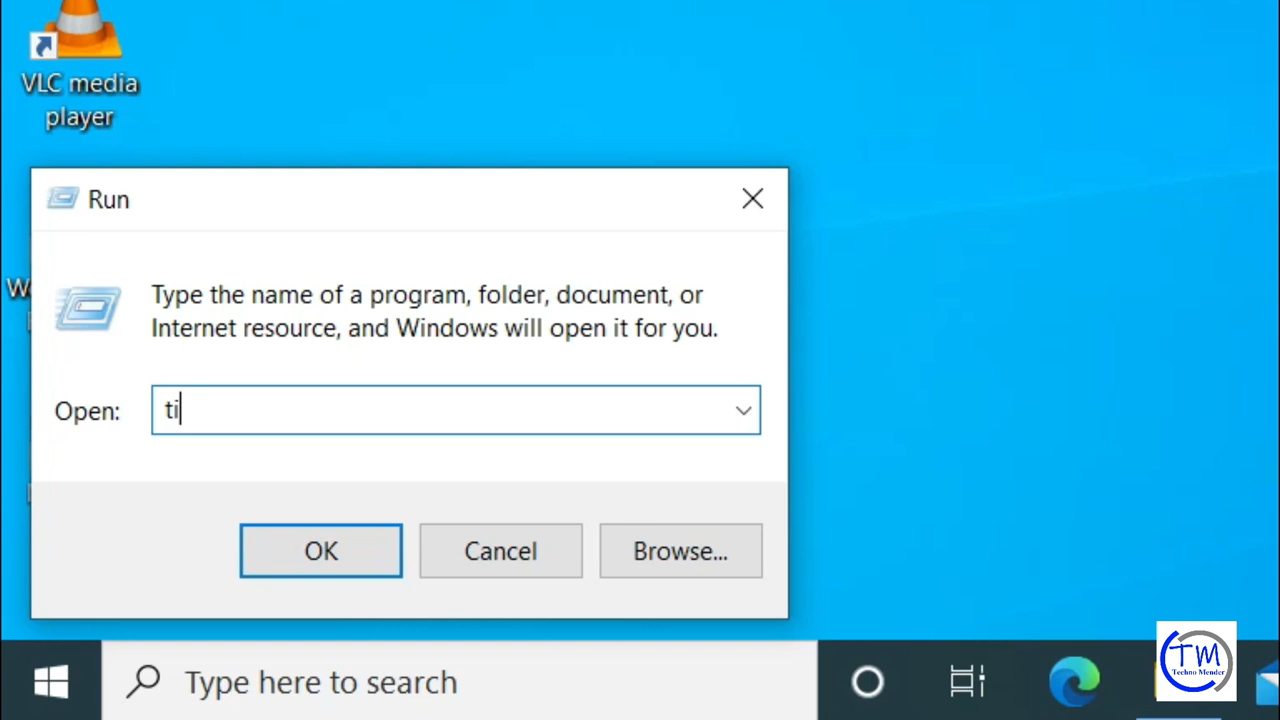 VLC media
player
Run
Type the name of a program, folder, document, or
Internet resource, and Windows will open it for you.
Open:
ti
OK
Cancel
Browse...
Type here to search
TM
Techno Mender